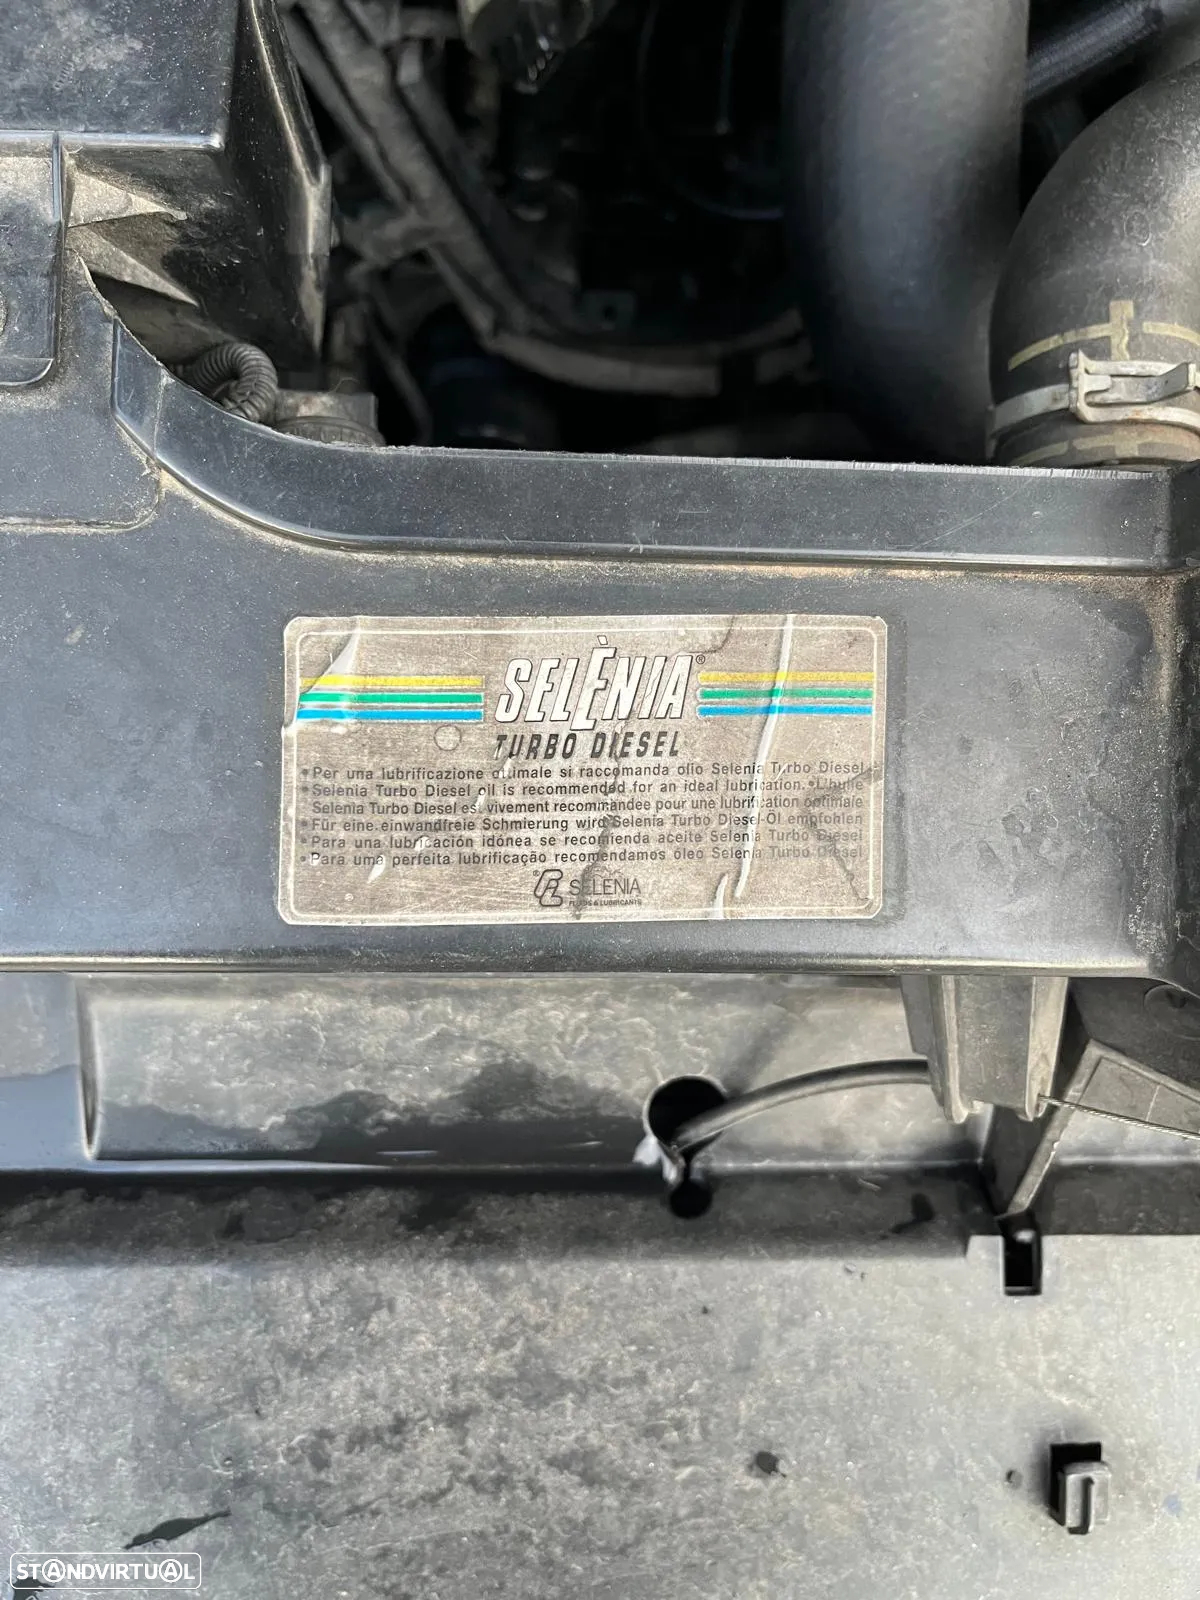 SELÈNIA®
TURBO DIESEL
•Per una lubrificazione ottimale si raccomanda olio Selenia Turbo Diesel
•Selenia Turbo Diesel oil is recommended for an ideal lubrication. •L'huile
Selenia Turbo Diesel est vivement recommandee pour une lubrification optimale
•Für eine einwandfreie Schmierung wird Selenia Turbo Diesel-Öl empfohlen
•Para una lubricación idónea se recomienda aceite Selenia Turbo Diesel
•Para uma perfeita lubrificação recomendamos óleo Selenia Turbo Diesel
FL SELENIA
FLUIDS & LUBRICANTS
STANDVIRTUAL